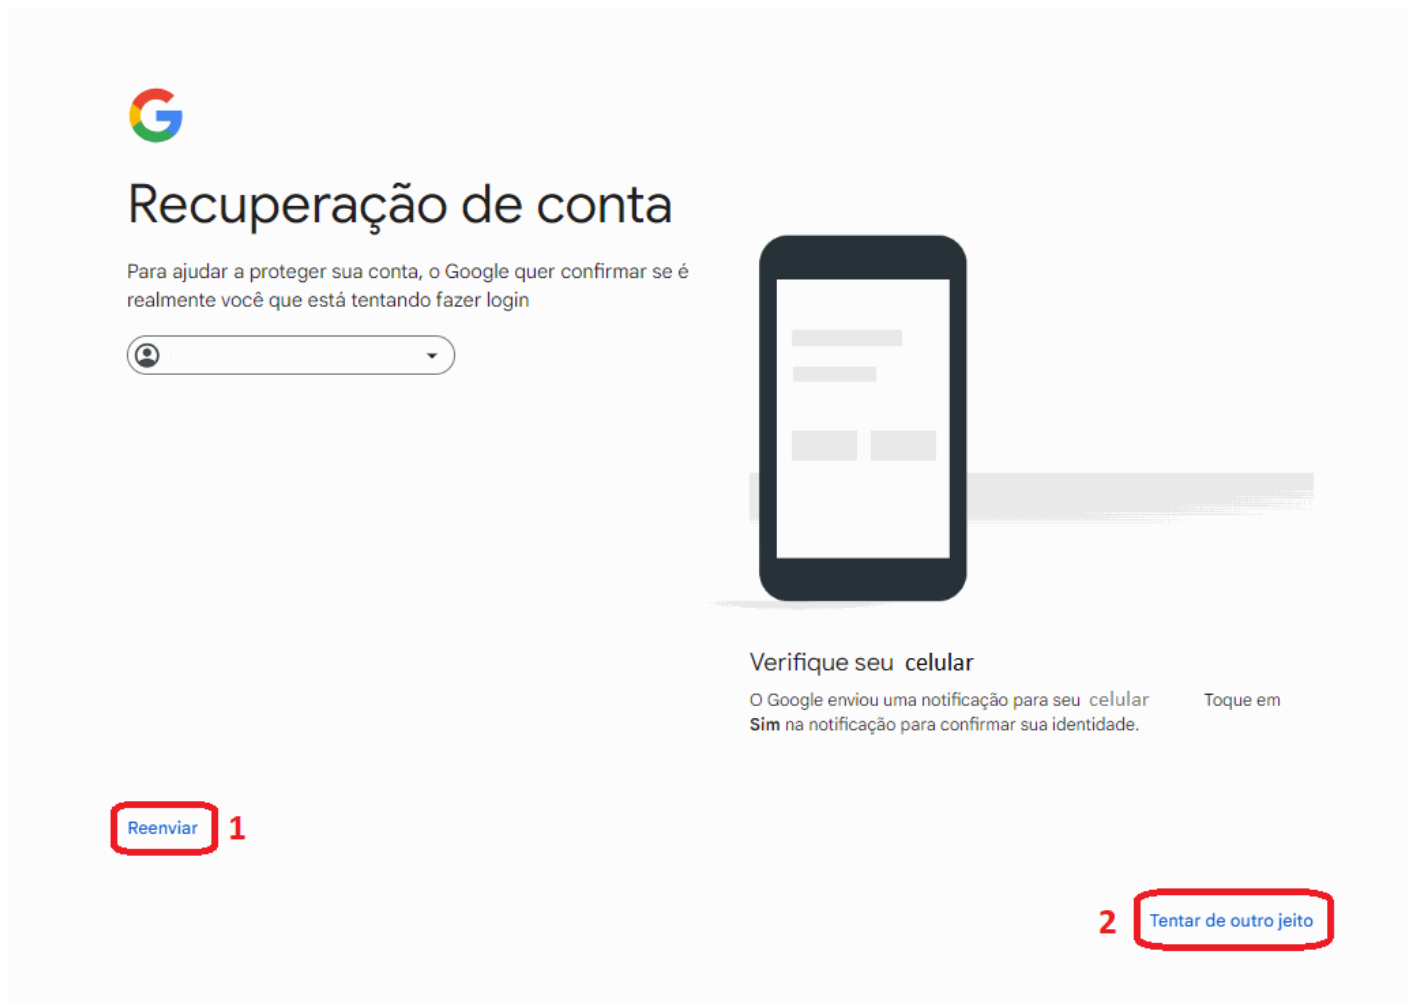 Recuperação de conta
Para ajudar a proteger sua conta, o Google quer confirmar se é
realmente você que está tentando fazer login
Verifique seu celular
O Google enviou uma notificação para seu celular Toque em
Sim na notificação para confirmar sua identidade.
Reenviar 1
2 Tentar de outro jeito